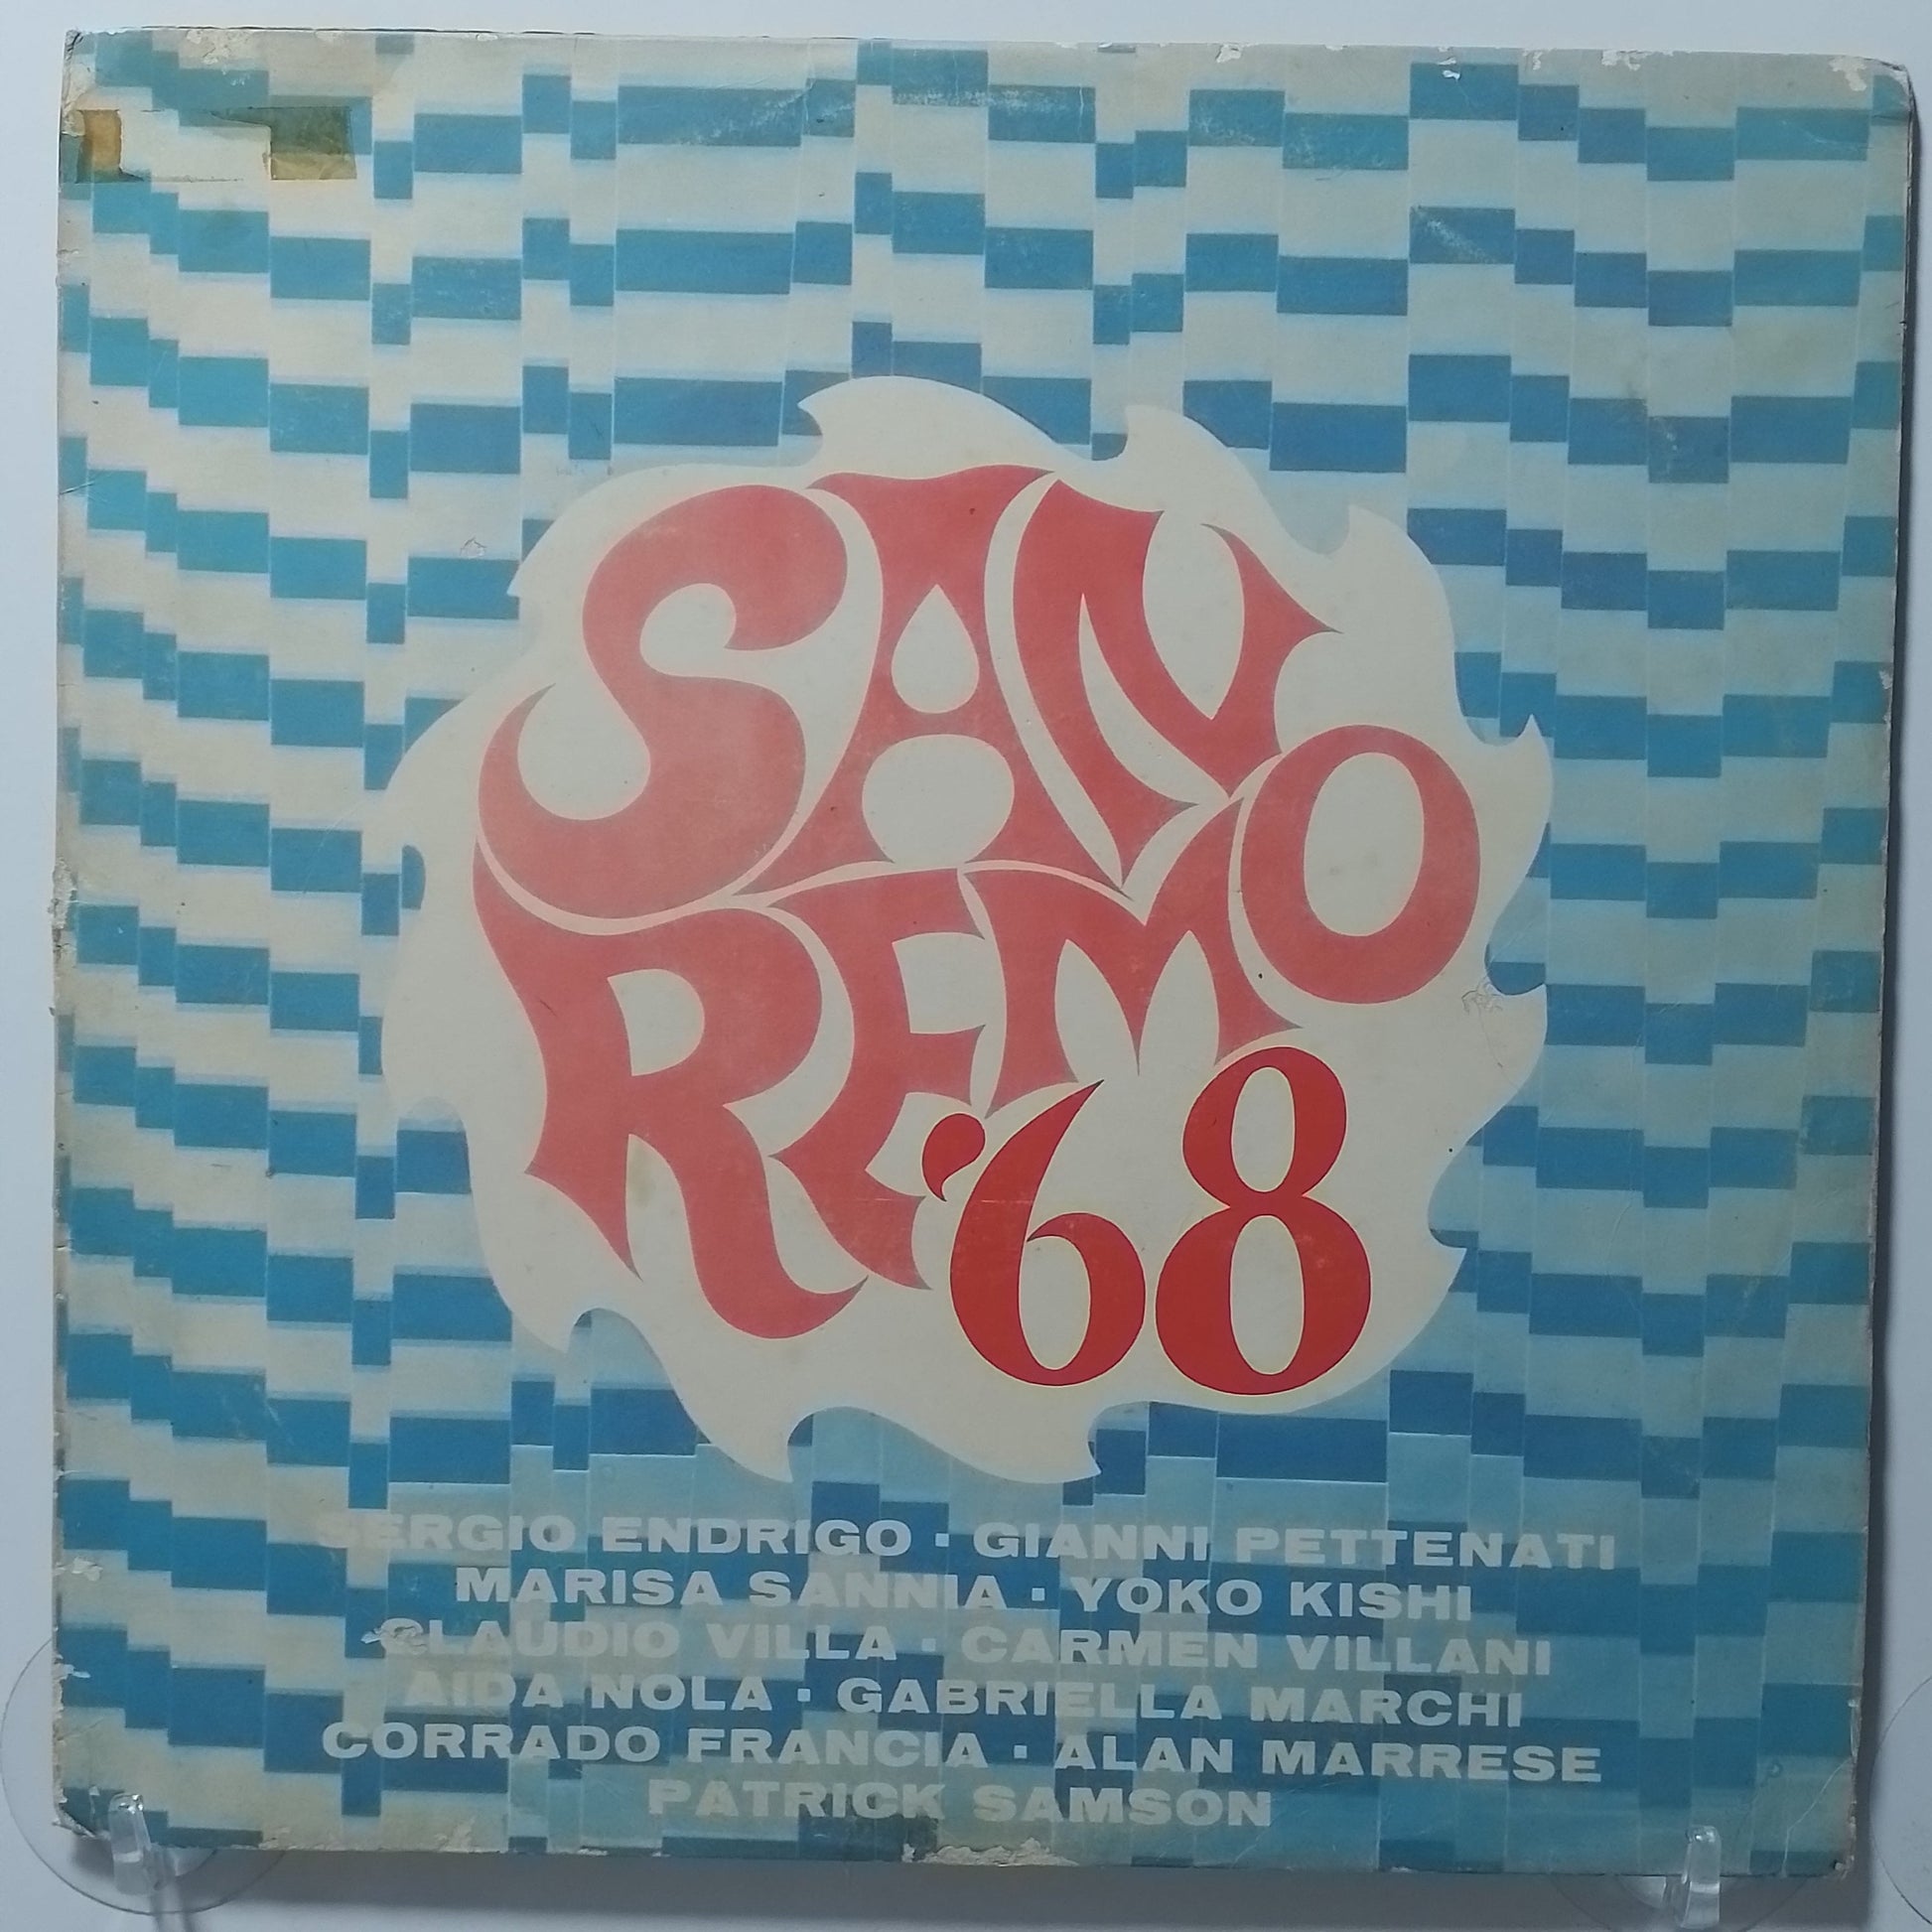 SAN
REMO
'68
SERGIO ENDRIGO · GIANNI PETTENATI
MARISA SANNIA · YOKO KISHI
CLAUDIO VILLA · CARMEN VILLANI
AIDA NOLA · GABRIELLA MARCHI
CORRADO FRANCIA · ALAN MARRESE
PATRICK SAMSON